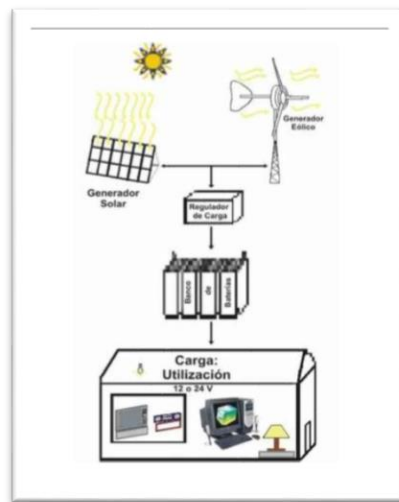 Generador
Eólico
Generador
Solar
Regulador
de Carga
Banco
de
Baterías
Carga:
Utilización
12 o 24 V